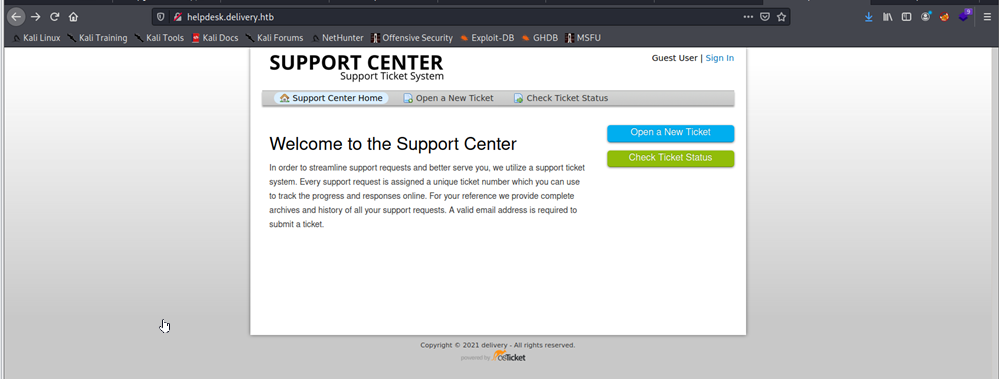 helpdesk.delivery.htb
Kali Linux Kali Training Kali Tools Kali Docs Kali Forums NetHunter Offensive Security Exploit-DB GHDB MSFU
SUPPORT CENTER
Support Ticket System
Guest User | Sign In
Support Center Home Open a New Ticket Check Ticket Status
Open a New Ticket
Check Ticket Status
Welcome to the Support Center
In order to streamline support requests and better serve you, we utilize a support ticket
system. Every support request is assigned a unique ticket number which you can use
to track the progress and responses online. For your reference we provide complete
archives and history of all your support requests. A valid email address is required to
submit a ticket.
Copyright © 2021 delivery - All rights reserved.
powered by osTicket